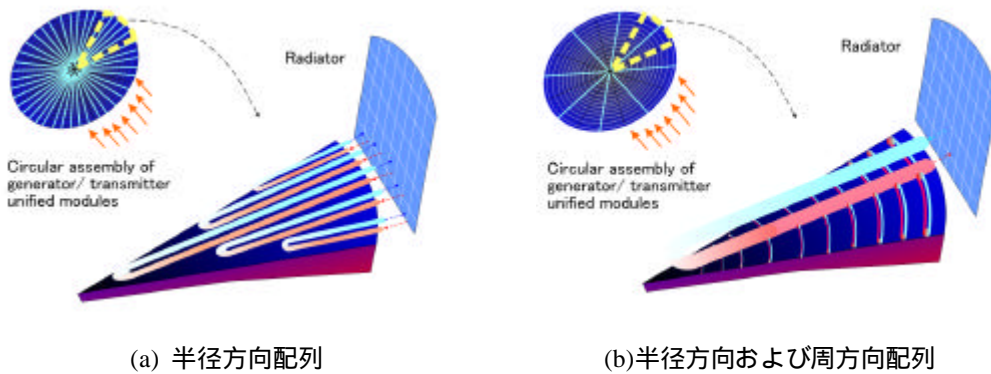 Radiator
Circular assembly of
generator/ transmitter
unified modules
(a) 半径方向配列
Radiator
Circular assembly of
generator/ transmitter
unified modules
(b)半径方向および周方向配列